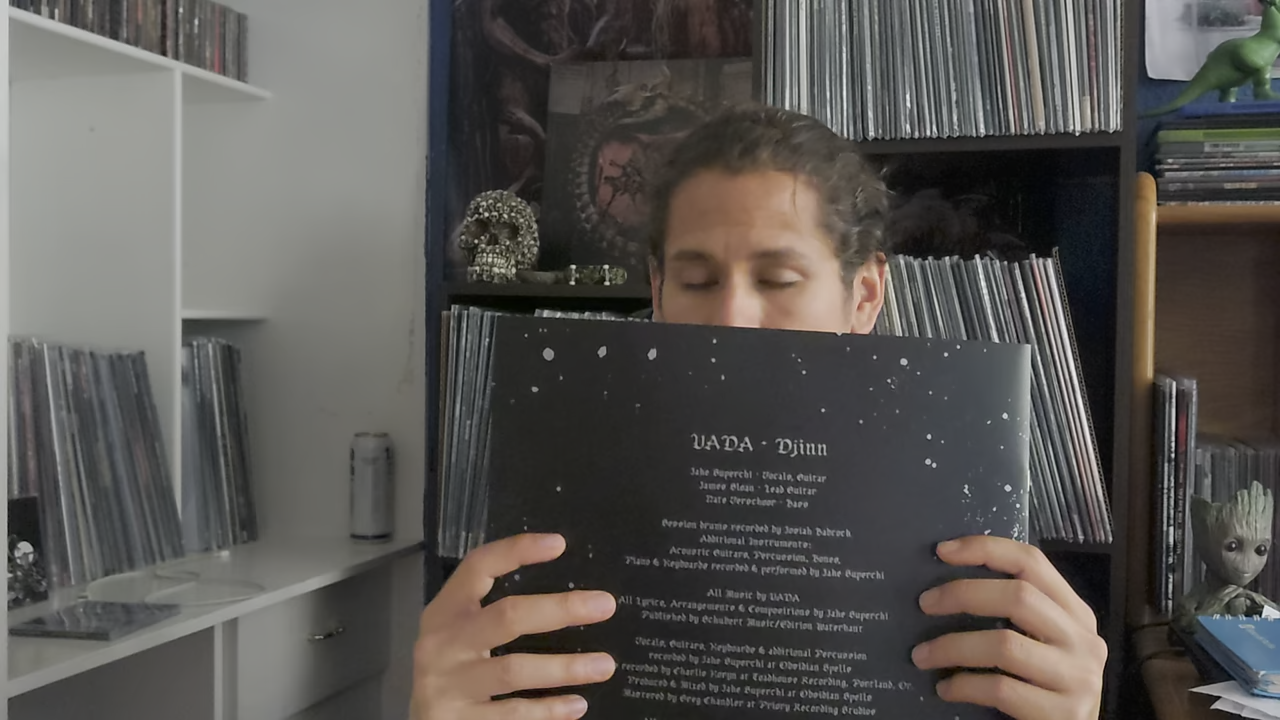 UADA · Djinn
Jake Superchi · Vocals, Guitar
James Sloan · Lead Guitar
Nate Verschoor · Bass
Session drums recorded by Josiah Babcock
Additional Instruments:
Acoustic Guitars, Percussion, Bones,
Piano & Keyboards recorded & performed by Jake Superchi
All Music by UADA
All Lyrics, Arrangements & Compositions by Jake Superchi
Published by Schubert Music/Edition Waterhant
Vocals, Guitars, Keyboards & additional Percussion
recorded by Jake Superchi at Obsidian Spells
recorded by Charlie Koryn at Toadhouse Recording, Portland, Or.
Produced & Mixed by Jake Superchi at Obsidian Spells
Mastered by Greg Chandler at Priory Recording Studios